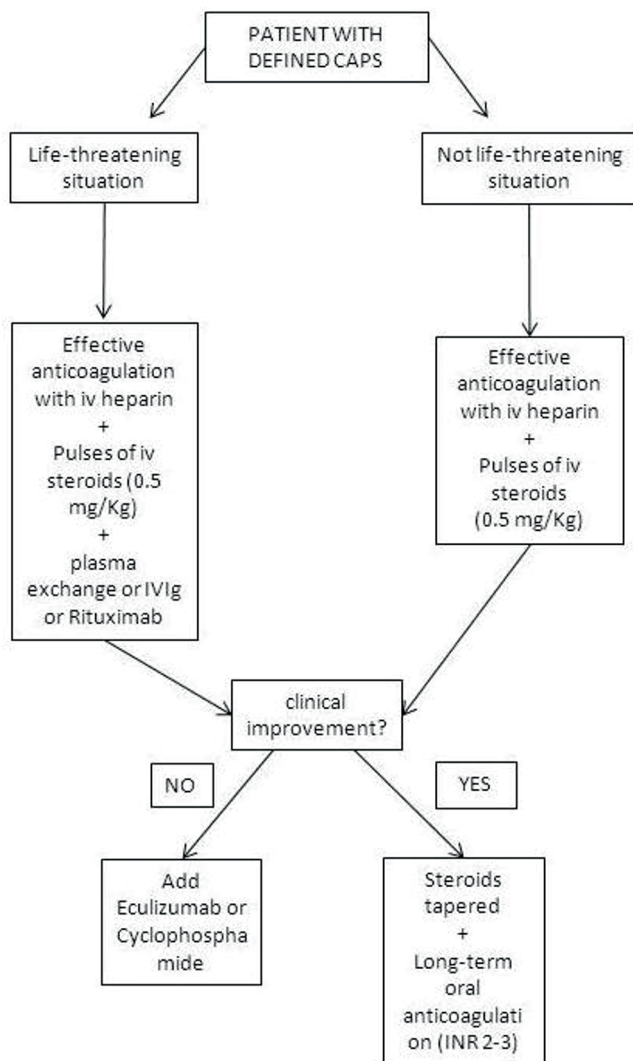 PATIENT WITH
DEFINED CAPS
Life-threatening
situation
Not life-threatening
situation
Effective
anticoagulation
with iv heparin
+
Pulses of iv
steroids (0.5
mg/Kg)
+
plasma
exchange or IVIg
or Rituximab
Effective
anticoagulation
with iv heparin
+
Pulses of iv
steroids
(0.5 mg/Kg)
clinical
improvement?
NO
YES
Add
Eculizumab or
Cyclophospha
mide
Steroids
tapered
+
Long-term
oral
anticoagulati
on (INR 2-3)